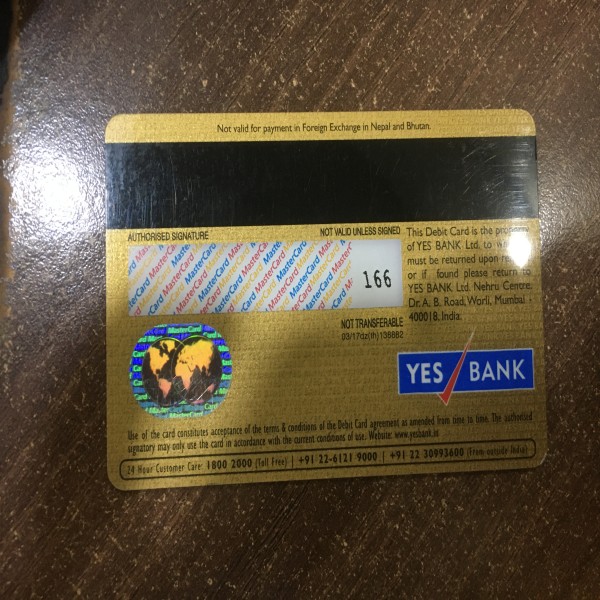 Not valid for payment in Foreign Exchange in Nepal and Bhutan.
AUTHORISED SIGNATURE
NOT VALID UNLESS SIGNED
MasterCard MasterCard MasterCard MasterCard
166
This Debit Card is the
of YES BANK Ltd. to
must be returned upon
or if found please return to
YES BANK Ltd. Nehru Centre,
Dr. A. B. Road, Worli, Mumbai -
400018. India.
NOT TRANSFERABLE
MasterCard
YES BANK
Use of the card constitutes acceptance of the terms & conditions of the Debit Card agreement as amended from time to time. The authorised
signatory may only use the card in accordance with the current conditions of use. Website: www.yesbank.in
24 Hour Customer Care: 1800 2000 (Toll Free) | +91 22-6121 9000 | +91 22 30993600 (From outside India)